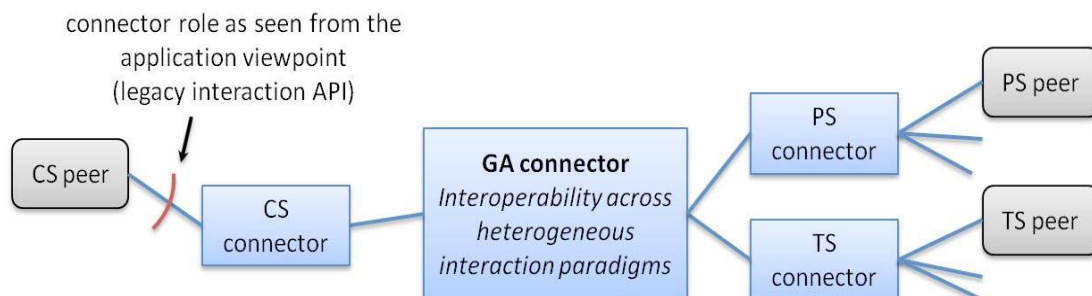 connector role as seen from the
application viewpoint
(legacy interaction API)
CS peer
CS
connector
GA connector
Interoperability across
heterogeneous
interaction paradigms
PS
connector
PS peer
TS
connector
TS peer